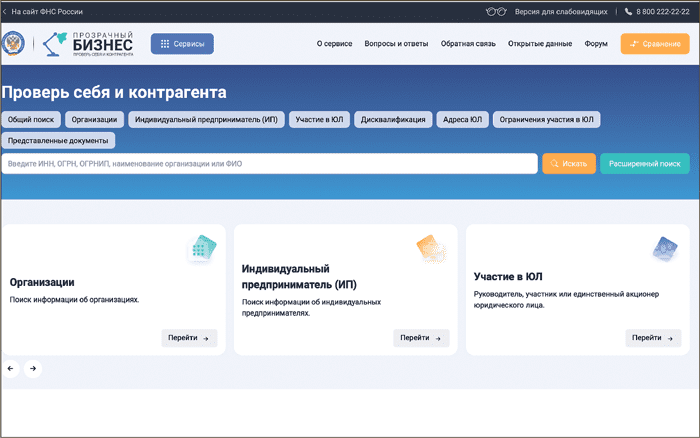 На сайт ФНС России
Версия для слабовидящих
8 800 222-22-22
ПРОЗРАЧНЫЙ
БИЗНЕС
ПРОВЕРЬ СЕБЯ И КОНТРАГЕНТА
Сервисы
О сервисе
Вопросы и ответы
Обратная связь
Открытые данные
Форум
Сравнение
Проверь себя и контрагента
Общий поиск
Организации
Индивидуальный предприниматель (ИП)
Участие в ЮЛ
Дисквалификация
Адреса ЮЛ
Ограничения участия в ЮЛ
Представленные документы
Введите ИНН, ОГРН, ОГРНИП, наименование организации или ФИО
Искать
Расширенный поиск
Организации
Поиск информации об организациях.
Перейти
Индивидуальный
предприниматель (ИП)
Поиск информации об индивидуальных
предпринимателях.
Перейти
Участие в ЮЛ
Руководитель, участник или единственный акционер
юридического лица.
Перейти